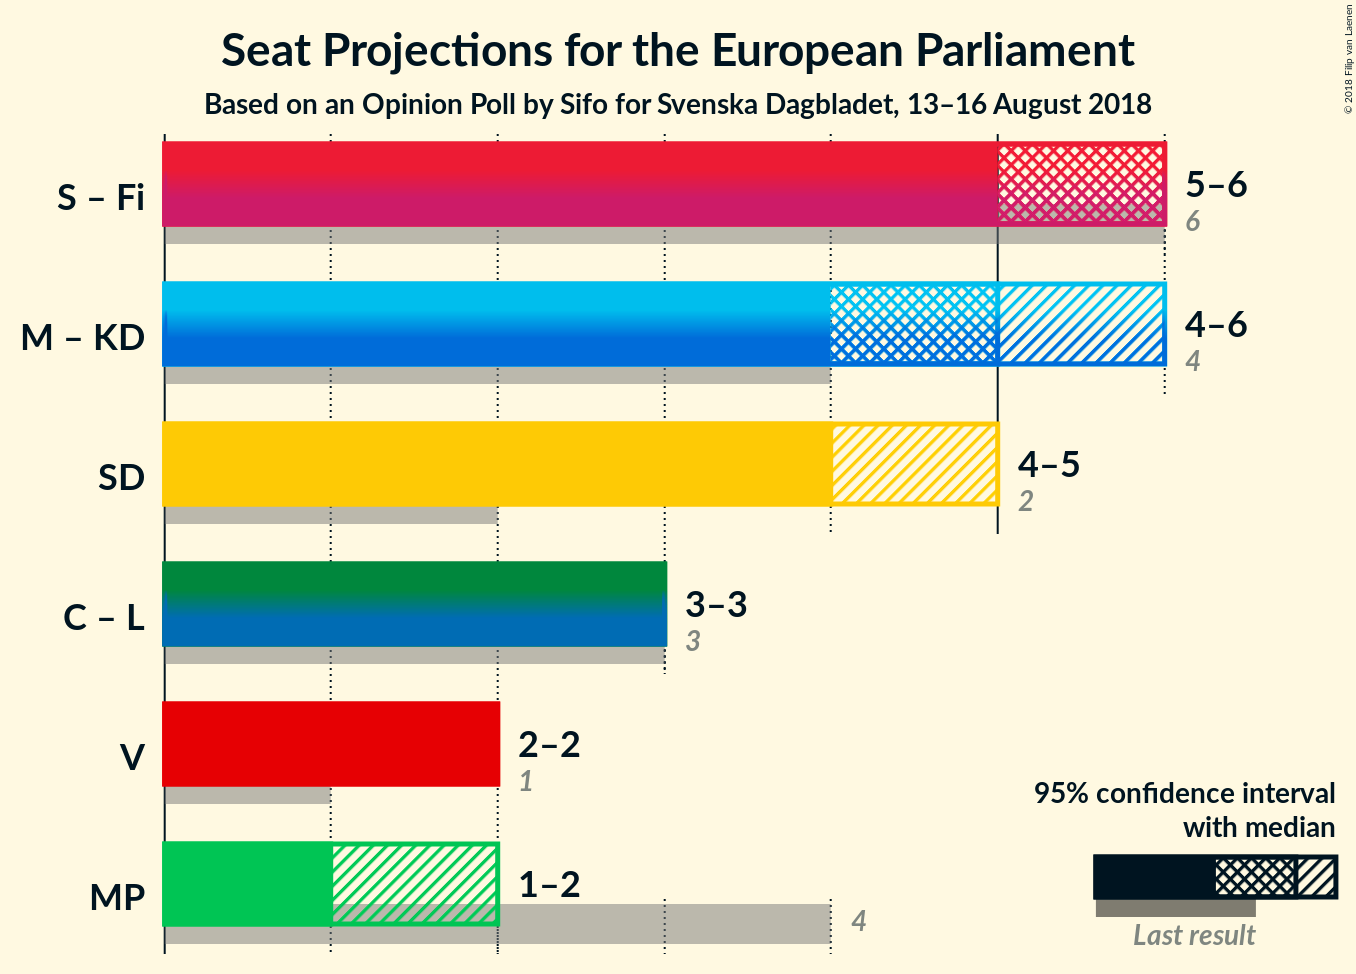 Seat Projections for the European Parliament
Based on an Opinion Poll by Sifo for Svenska Dagbladet, 13–16 August 2018
© 2018 Filip van Laenen
S – Fi
5–6
6
M – KD
4–6
4
SD
4–5
2
C – L
3–3
3
V
2–2
1
MP
1–2
4
95% confidence interval
with median
Last result